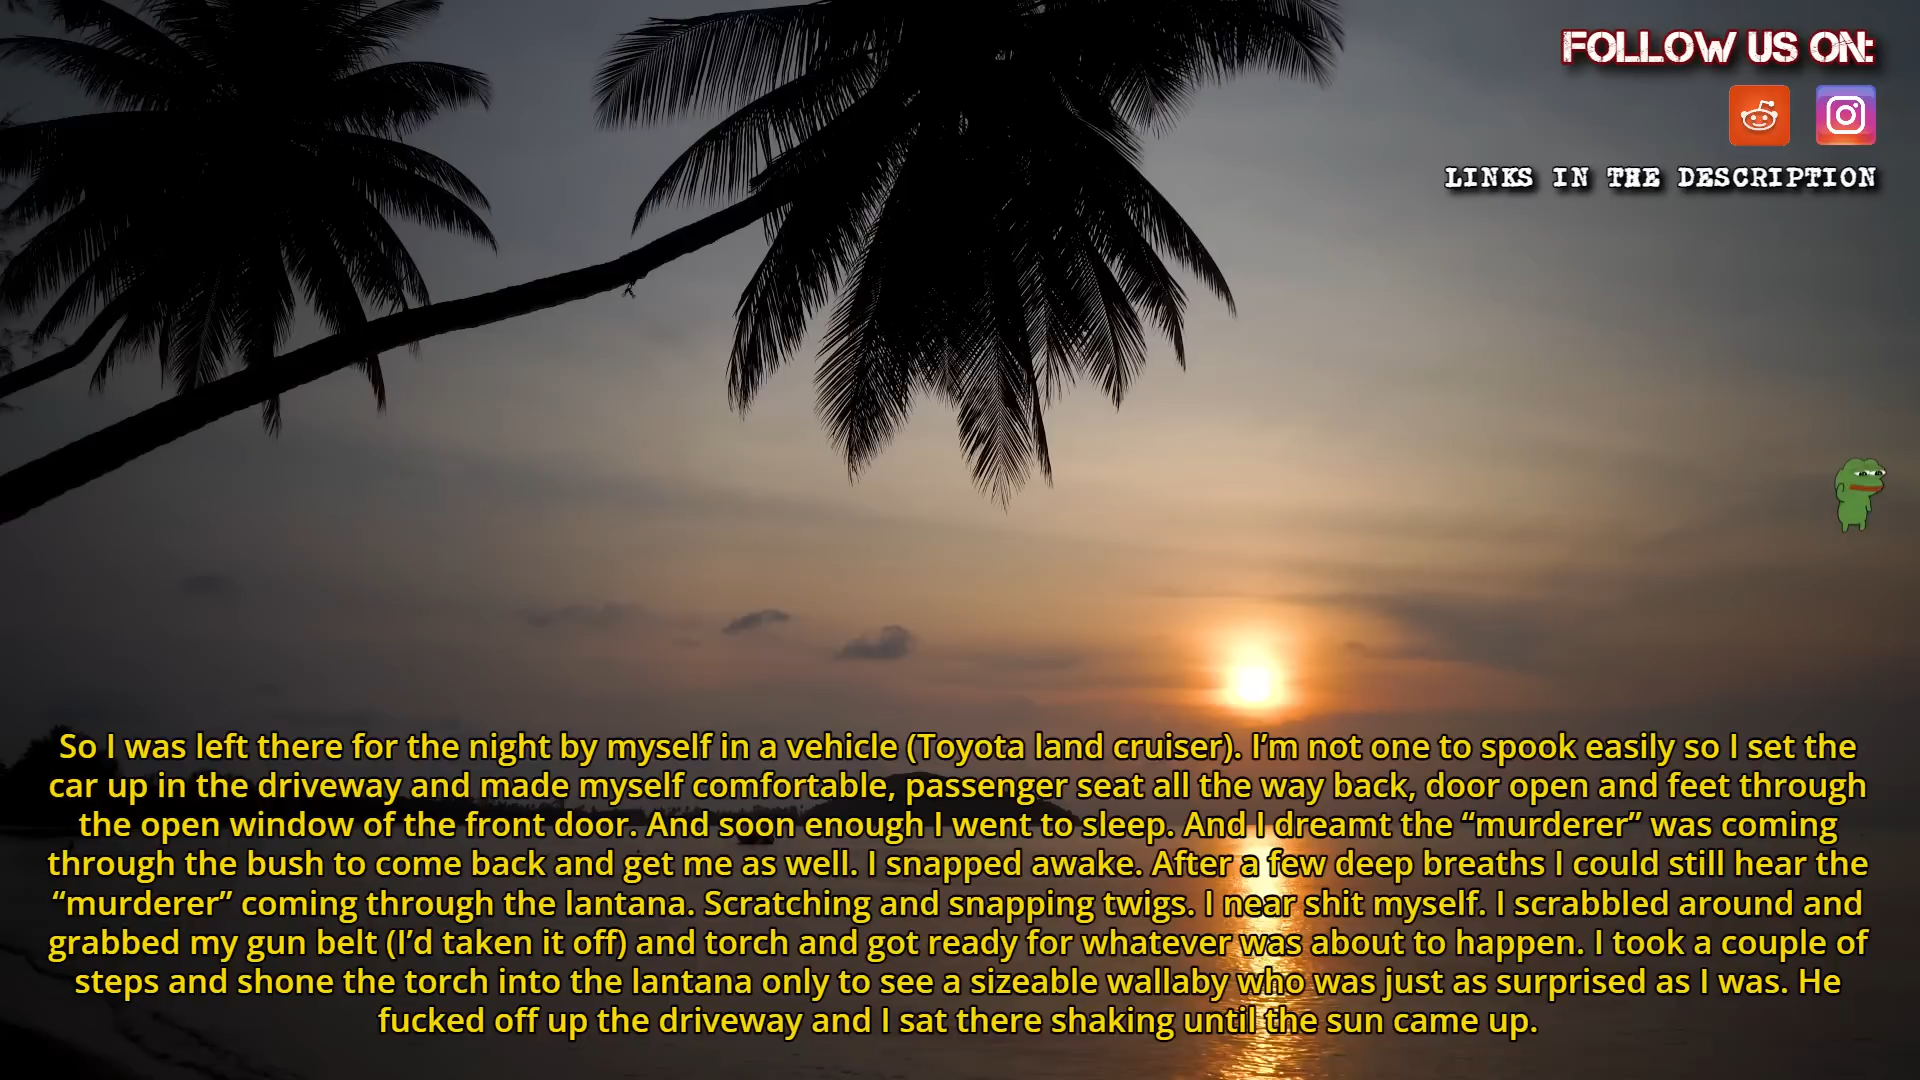 FOLLOW US ON:
LINKS IN THE DESCRIPTION
So I was left there for the night by myself in a vehicle (Toyota land cruiser). I’m not one to spook easily so I set the
car up in the driveway and made myself comfortable, passenger seat all the way back, door open and feet through
the open window of the front door. And soon enough I went to sleep. And I dreamt the “murderer” was coming
through the bush to come back and get me as well. I snapped awake. After a few deep breaths I could still hear the
“murderer” coming through the lantana. Scratching and snapping twigs. I near shit myself. I scrabbled around and
grabbed my gun belt (I’d taken it off) and torch and got ready for whatever was about to happen. I took a couple of
steps and shone the torch into the lantana only to see a sizeable wallaby who was just as surprised as I was. He
fucked off up the driveway and I sat there shaking until the sun came up.